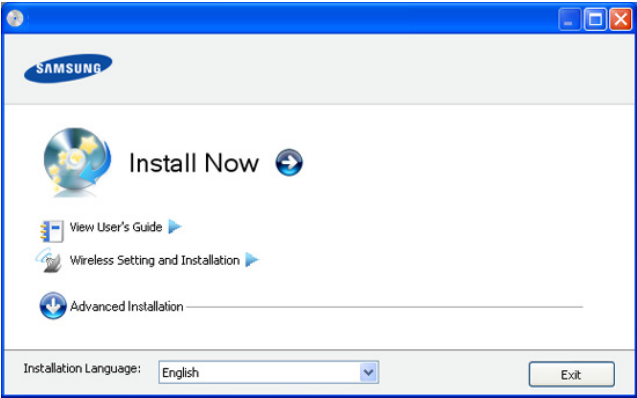 SAMSUNG
Install Now
View User's Guide
Wireless Setting and Installation
Advanced Installation
Installation Language: English Exit